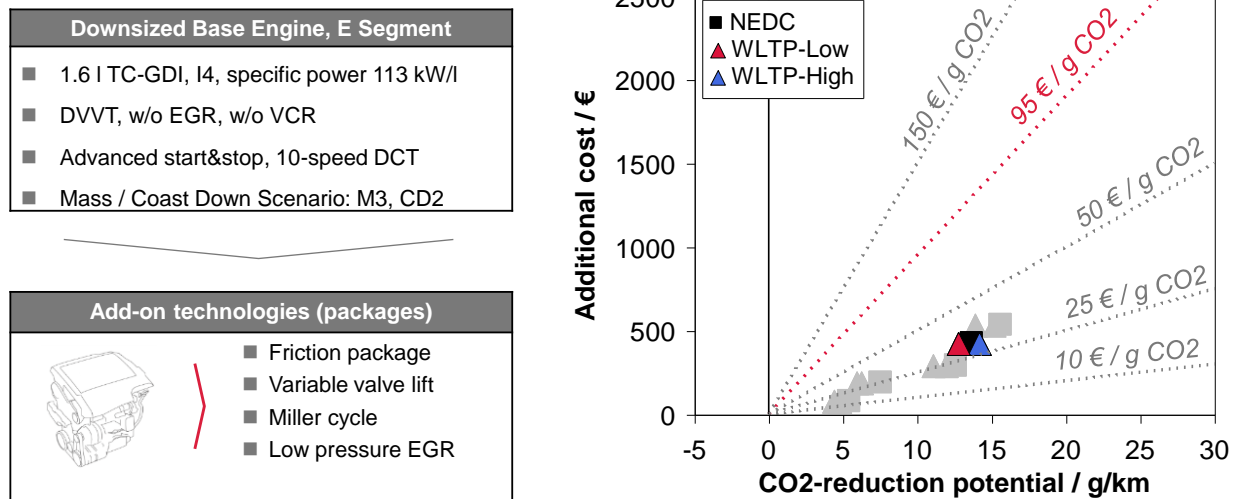 Downsized Base Engine, E Segment
1.6 l TC-GDI, I4, specific power 113 kW/l
DVVT, w/o EGR, w/o VCR
Advanced start&stop, 10-speed DCT
Mass / Coast Down Scenario: M3, CD2
Add-on technologies (packages)
Friction package
Variable valve lift
Miller cycle
Low pressure EGR
2500
2000
1500
1000
500
0
Additional cost / €
NEDC
WLTP-Low
WLTP-High
150 € / g CO2
95 € / g CO2
50 € / g CO2
25 € / g CO2
10 € / g CO2
-5 0 5 10 15 20 25 30
CO2-reduction potential / g/km